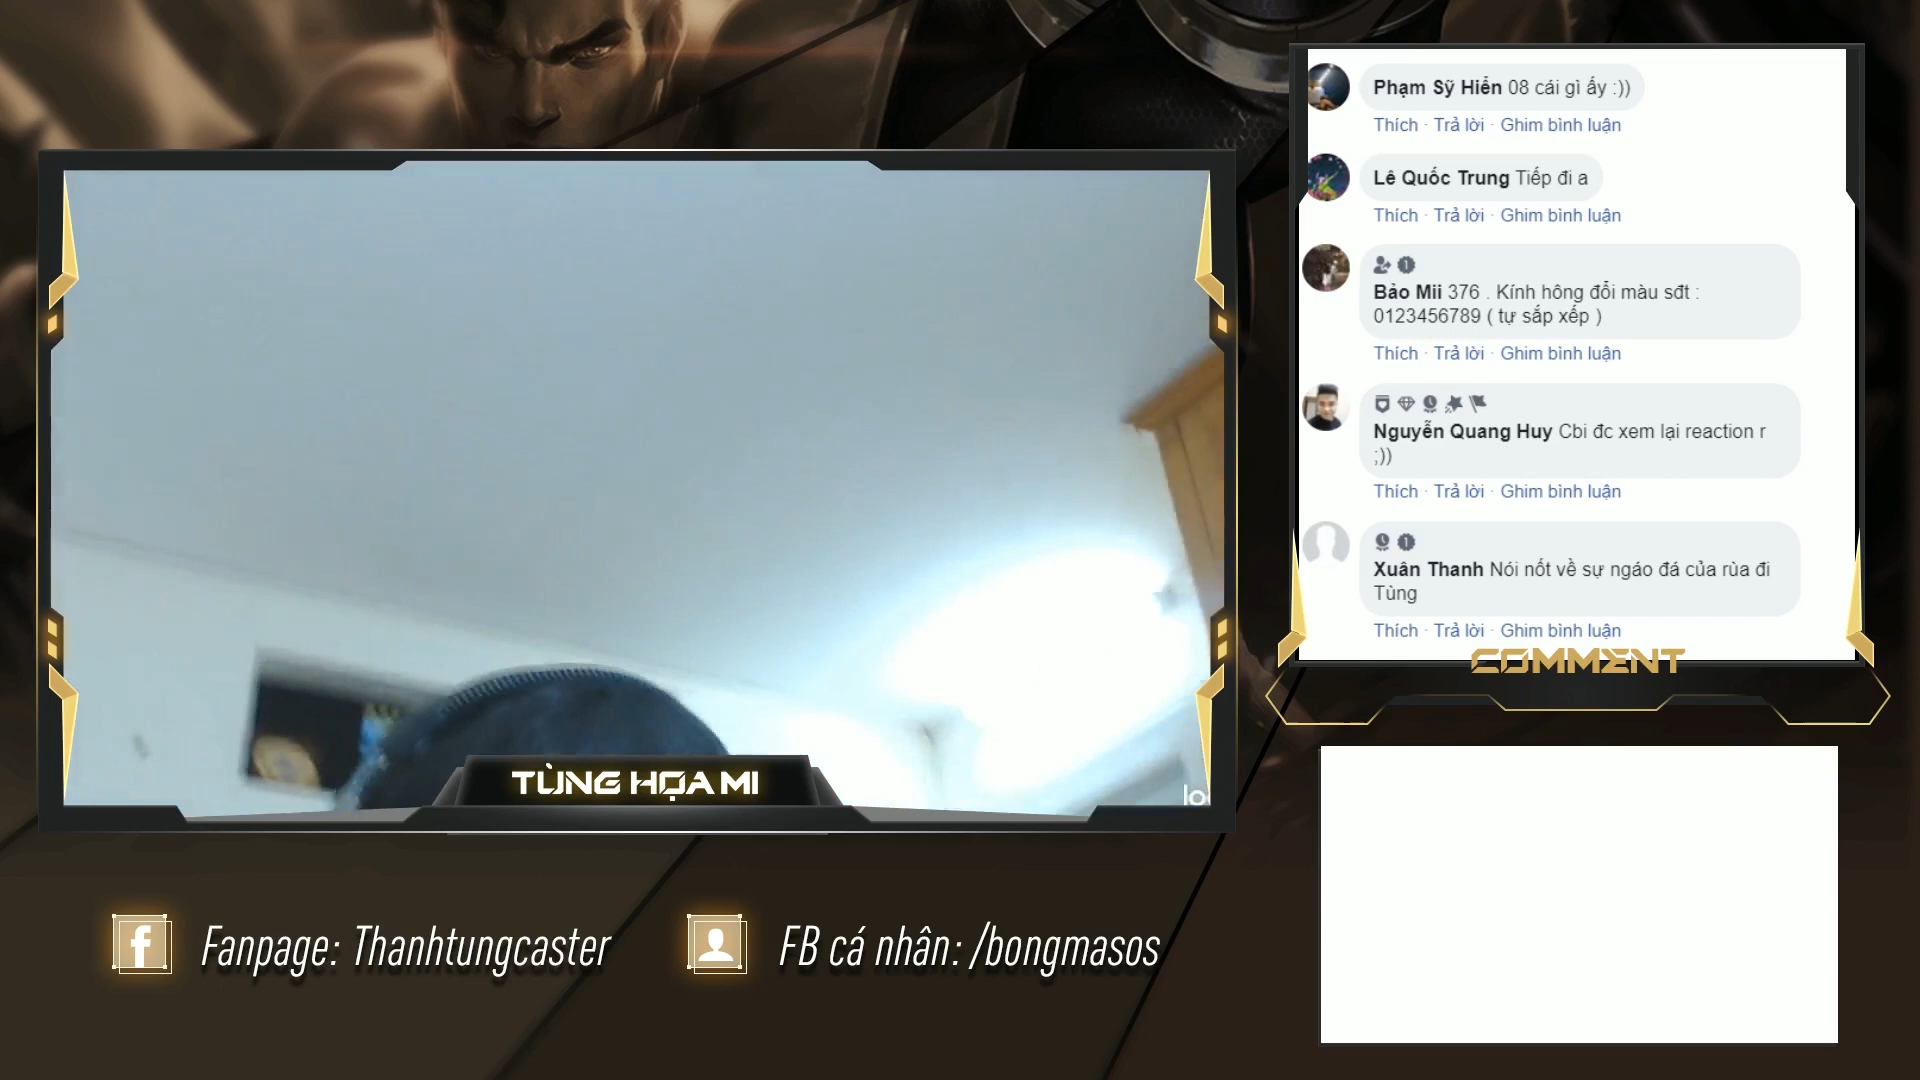 Phạm Sỹ Hiển 08 cái gì ấy :))
Thích · Trả lời · Ghim bình luận
Lê Quốc Trung Tiếp đi a
Thích · Trả lời · Ghim bình luận
Bảo Mii 376 . Kính hông đổi màu sđt :
0123456789 ( tự sắp xếp )
Thích · Trả lời · Ghim bình luận
Nguyễn Quang Huy Cbi đc xem lại reaction r
;))
Thích · Trả lời · Ghim bình luận
Xuân Thanh Nói nốt về sự ngáo đá của rùa đi
Tùng
Thích · Trả lời · Ghim bình luận
COMMENT
TÙNG HỌA MI
lo
Fanpage: Thanhtungcaster
FB cá nhân: /bongmasos